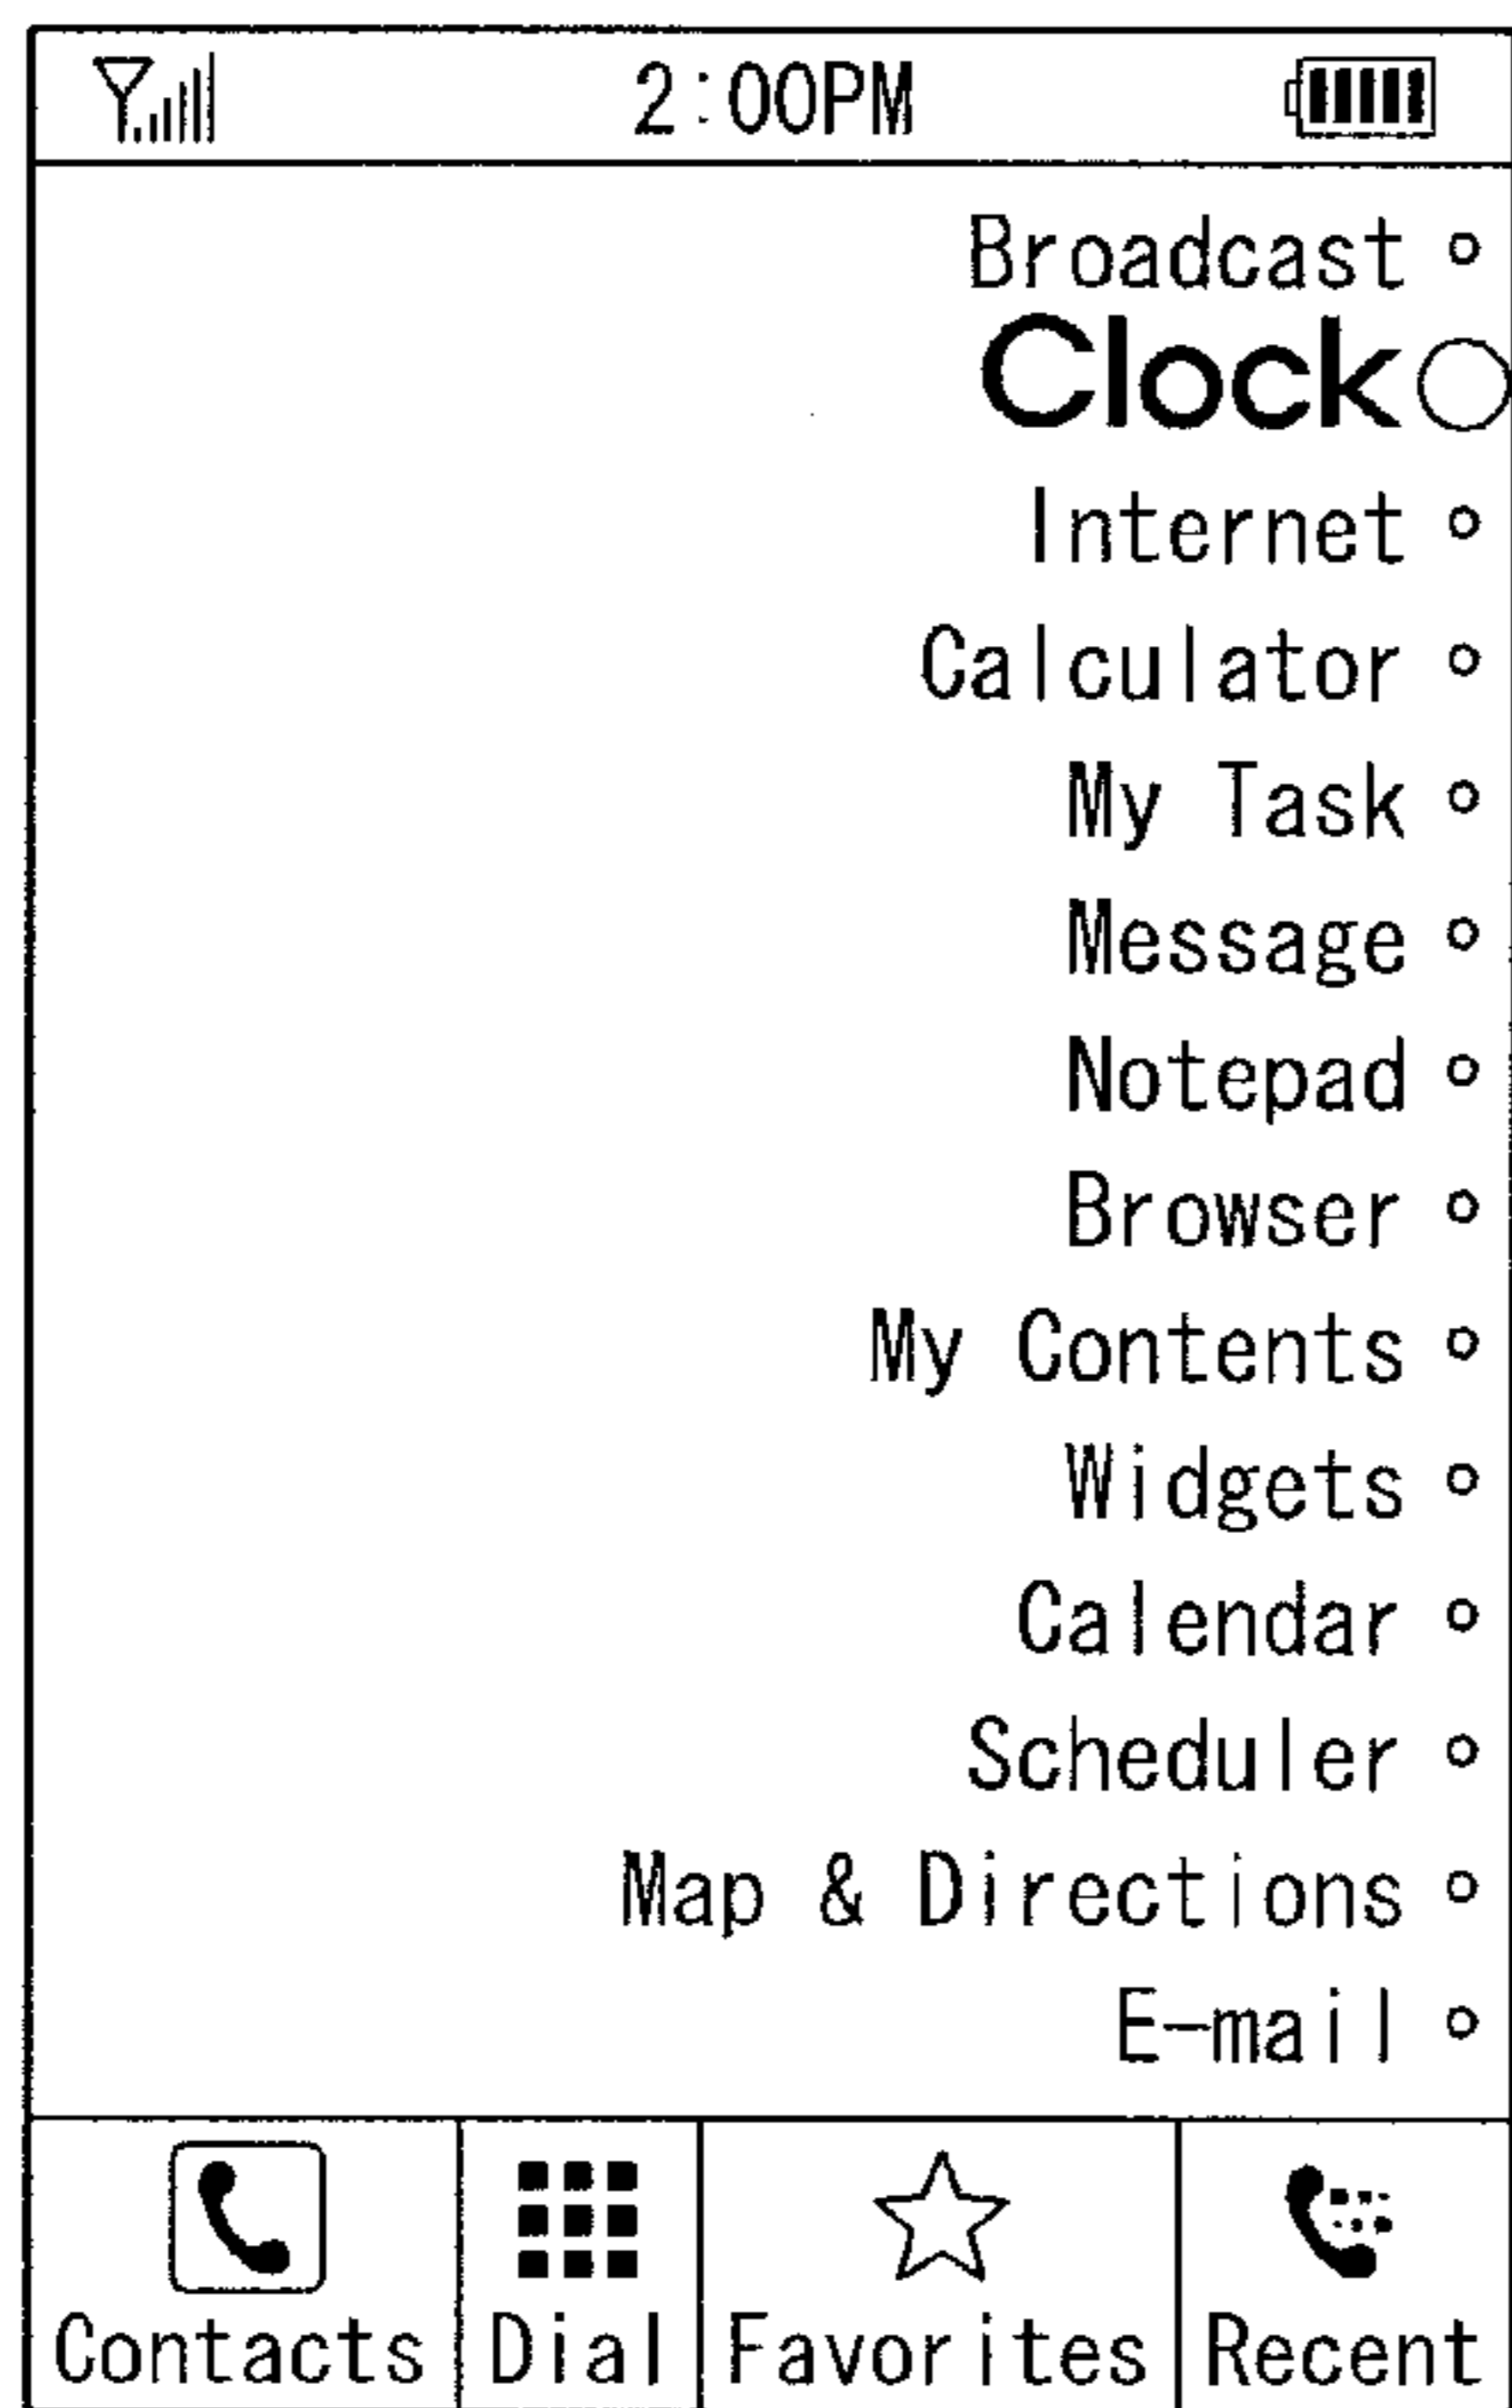 2:00PM
Broadcast
Clock
Internet
Calculator
My Task
Message
Notepad
Browser
My Contents
Widgets
Calendar
Scheduler
Map & Directions
E-mail
Contacts Dial Favorites Recent